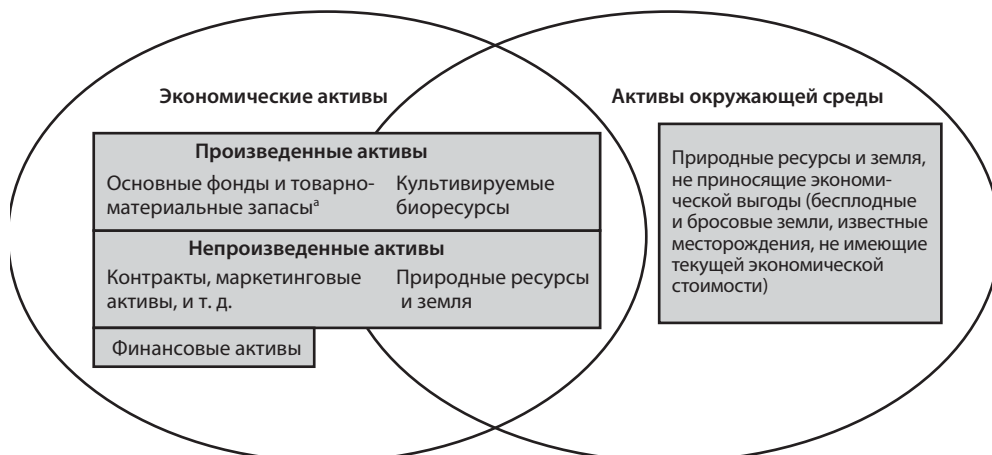 Экономические активы
Активы окружающей среды
Произведенные активы
Основные фонды и товарно-
материальные запасыª
Культивируемые
биоресурсы
Непроизведенные активы
Контракты, маркетинговые
активы, и т. д.
Природные ресурсы
и земля
Финансовые активы
Природные ресурсы и земля,
не приносящие экономи-
ческой выгоды (бесплодные
и бросовые земли, известные
месторождения, не имеющие
текущей экономической
стоимости)